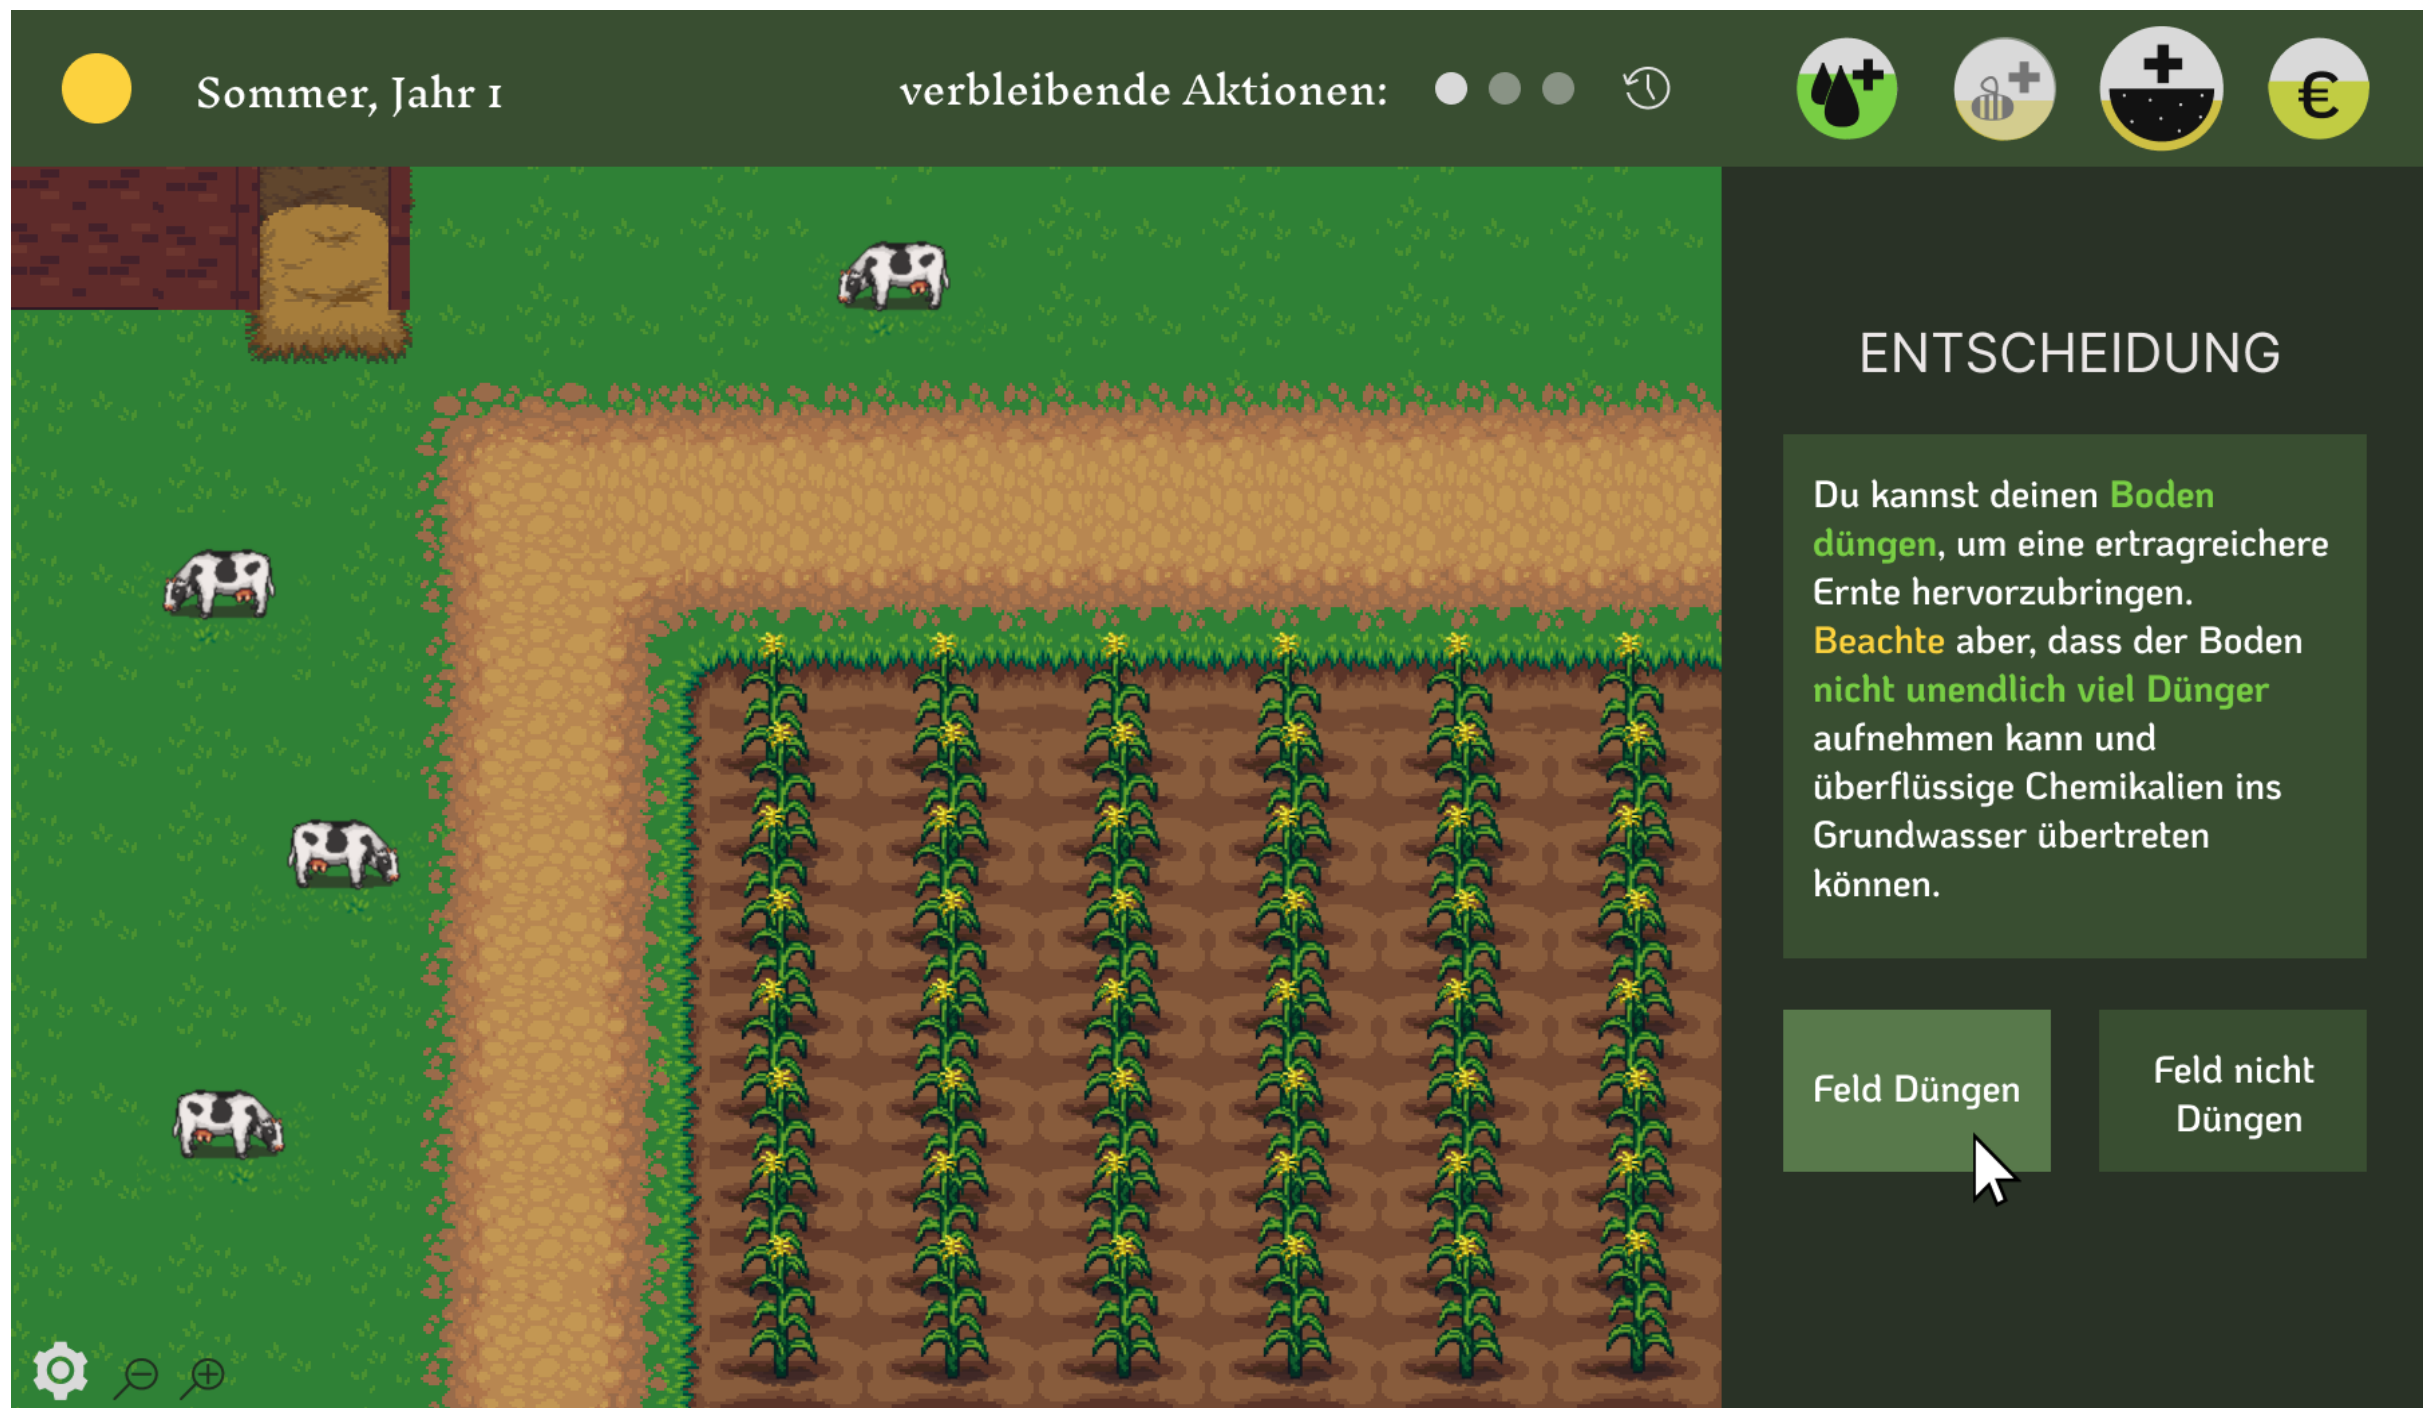 Sommer, Jahr 1
verbleibende Aktionen:
€
ENTSCHEIDUNG
Du kannst deinen Boden
düngen, um eine ertragreichere
Ernte hervorzubringen.
Beachte aber, dass der Boden
nicht unendlich viel Dünger
aufnehmen kann und
überflüssige Chemikalien ins
Grundwasser übertreten
können.
Feld Düngen
Feld nicht
Düngen